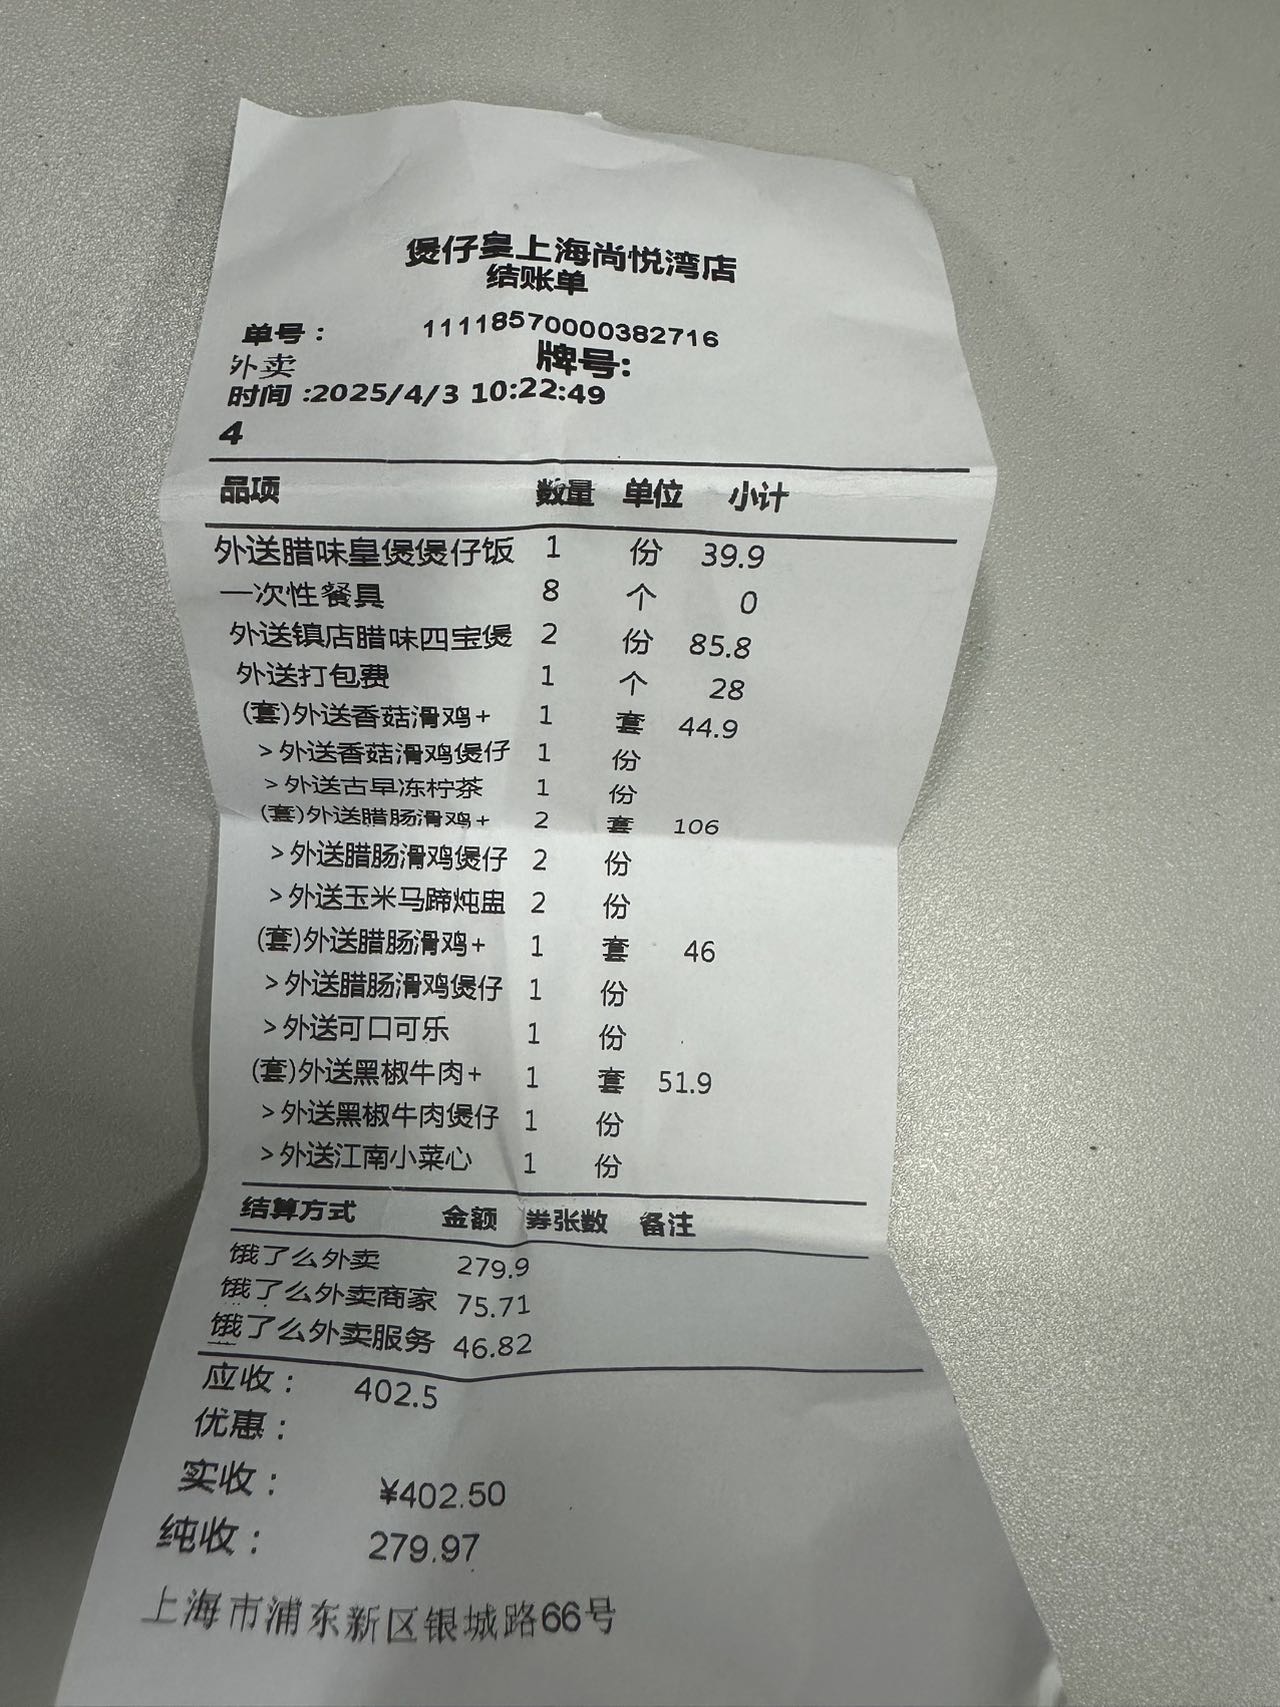 煲仔皇上海尚悦湾店
结账单
单号： 11118570000382716
外卖 牌号:
时间 :2025/4/3 10:22:49
4
品项 数量 单位 小计
外送腊味皇煲煲仔饭 1 份 39.9
一次性餐具 8 个 0
外送镇店腊味四宝煲 2 份 85.8
外送打包费 1 个 28
(套)外送香菇滑鸡+ 1 套 44.9
>外送香菇滑鸡煲仔 1 份
>外送古早冻柠茶 1 份
(套)外送腊肠滑鸡+ 2 套 106
>外送腊肠滑鸡煲仔 2 份
>外送玉米马蹄炖盅 2 份
(套)外送腊肠滑鸡+ 1 套 46
>外送腊肠滑鸡煲仔 1 份
>外送可口可乐 1 份
(套)外送黑椒牛肉+ 1 套 51.9
>外送黑椒牛肉煲仔 1 份
>外送江南小菜心 1 份
结算方式 金额 券张数 备注
饿了么外卖 279.9
饿了么外卖商家 75.71
饿了么外卖服务 46.82
应收： 402.5
优惠：
实收： ¥402.50
纯收： 279.97
上海市浦东新区银城路66号